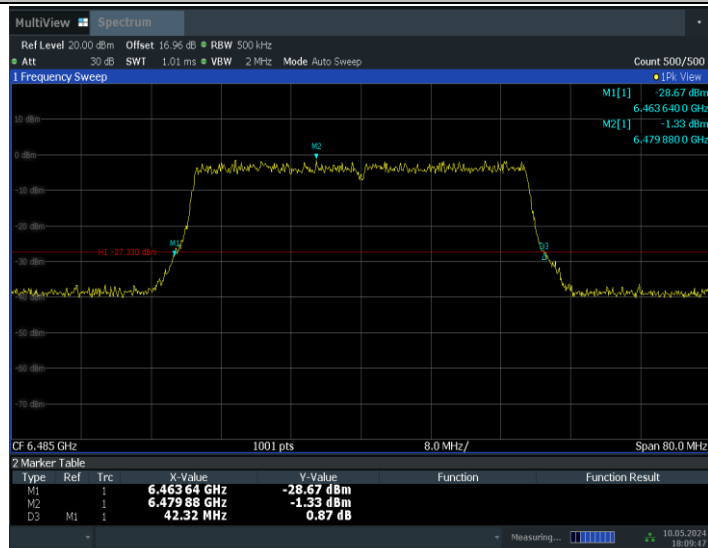 MultiView Spectrum
Ref Level 20.00 dBm Offset 16.96 dB RBW 500 kHz
Att 30 dB SWT 1.01 ms VBW 2 MHz Mode Auto Sweep Count 500/500
1 Frequency Sweep 1Pk View
M1[1] -28.67 dBm
6.463 640 0 GHz
M2[1] -1.33 dBm
6.479 880 0 GHz
10 dBm
M2
0 dBm
-10 dBm
-20 dBm
M1 D3
H1 -27.330 dBm
-30 dBm
-40 dBm
-50 dBm
-60 dBm
-70 dBm
CF 6.485 GHz 1001 pts 8.0 MHz/ Span 80.0 MHz
2 Marker Table
Type Ref Trc X-Value Y-Value Function Function Result
M1 1 6.463 64 GHz -28.67 dBm
M2 1 6.479 88 GHz -1.33 dBm
D3 M1 1 42.32 MHz 0.87 dB
Measuring... 10.05.2024
18:09:47